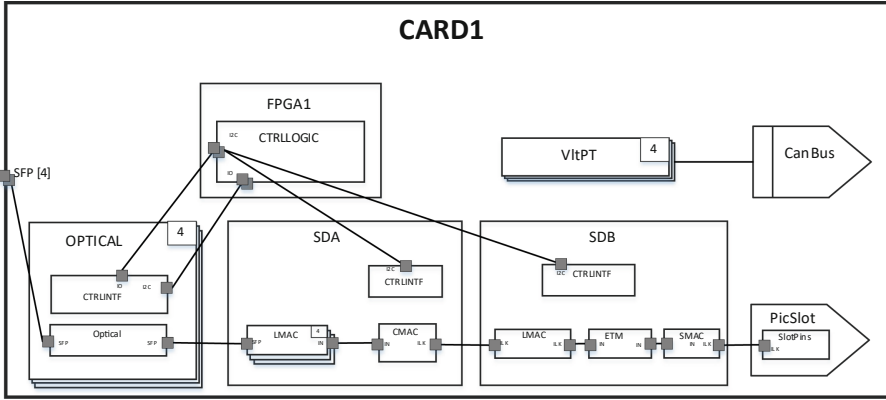 CARD1
FPGA1
I2C
CTRLLOGIC
IO
VltPT
4
CanBus
SFP [4]
OPTICAL
4
IO
I2C
CTRLINTF
Optical
SFP
SFP
SDA
I2C
CTRLINTF
LMAC
4
SFP
IN
CMAC
IN
ILK
SDB
I2C
CTRLINTF
LMAC
ILK
ILK
ETM
IN
IN
SMAC
IN
ILK
PicSlot
SlotPins
ILK